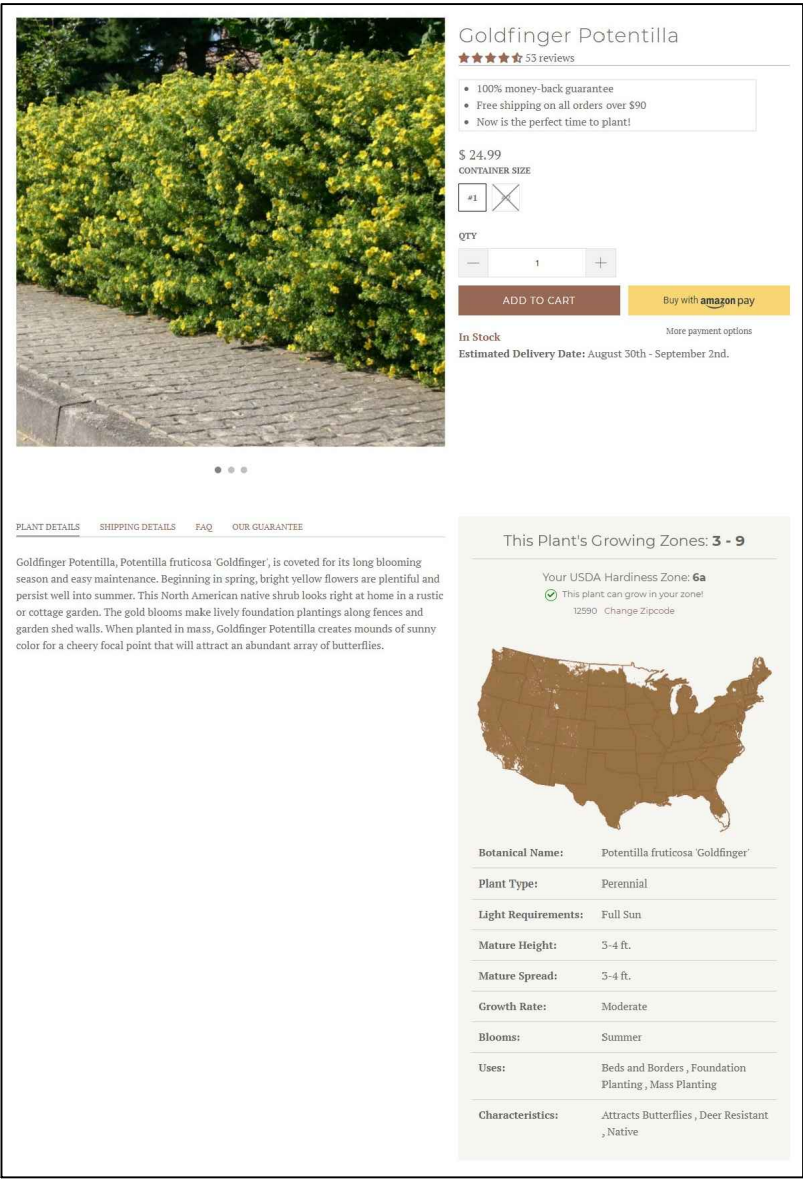 Goldfinger Potentilla
53 reviews
100% money-back guarantee
Free shipping on all orders over $90
Now is the perfect time to plant!
$ 24.99
CONTAINER SIZE
#1
QTY
1
ADD TO CART
Buy with amazon pay
More payment options
In Stock
Estimated Delivery Date: August 30th - September 2nd.
PLANT DETAILS SHIPPING DETAILS FAQ OUR GUARANTEE
Goldfinger Potentilla, Potentilla fruticosa 'Goldfinger', is coveted for its long blooming
season and easy maintenance. Beginning in spring, bright yellow flowers are plentiful and
persist well into summer. This North American native shrub looks right at home in a rustic
or cottage garden. The gold blooms make lively foundation plantings along fences and
garden shed walls. When planted in mass, Goldfinger Potentilla creates mounds of sunny
color for a cheery focal point that will attract an abundant array of butterflies.
This Plant's Growing Zones: 3 - 9
Your USDA Hardiness Zone: 6a
This plant can grow in your zone!
12590 Change Zipcode
Botanical Name: Potentilla fruticosa 'Goldfinger'
Plant Type: Perennial
Light Requirements: Full Sun
Mature Height: 3-4 ft.
Mature Spread: 3-4 ft.
Growth Rate: Moderate
Blooms: Summer
Uses: Beds and Borders , Foundation
Planting , Mass Planting
Characteristics: Attracts Butterflies , Deer Resistant
, Native